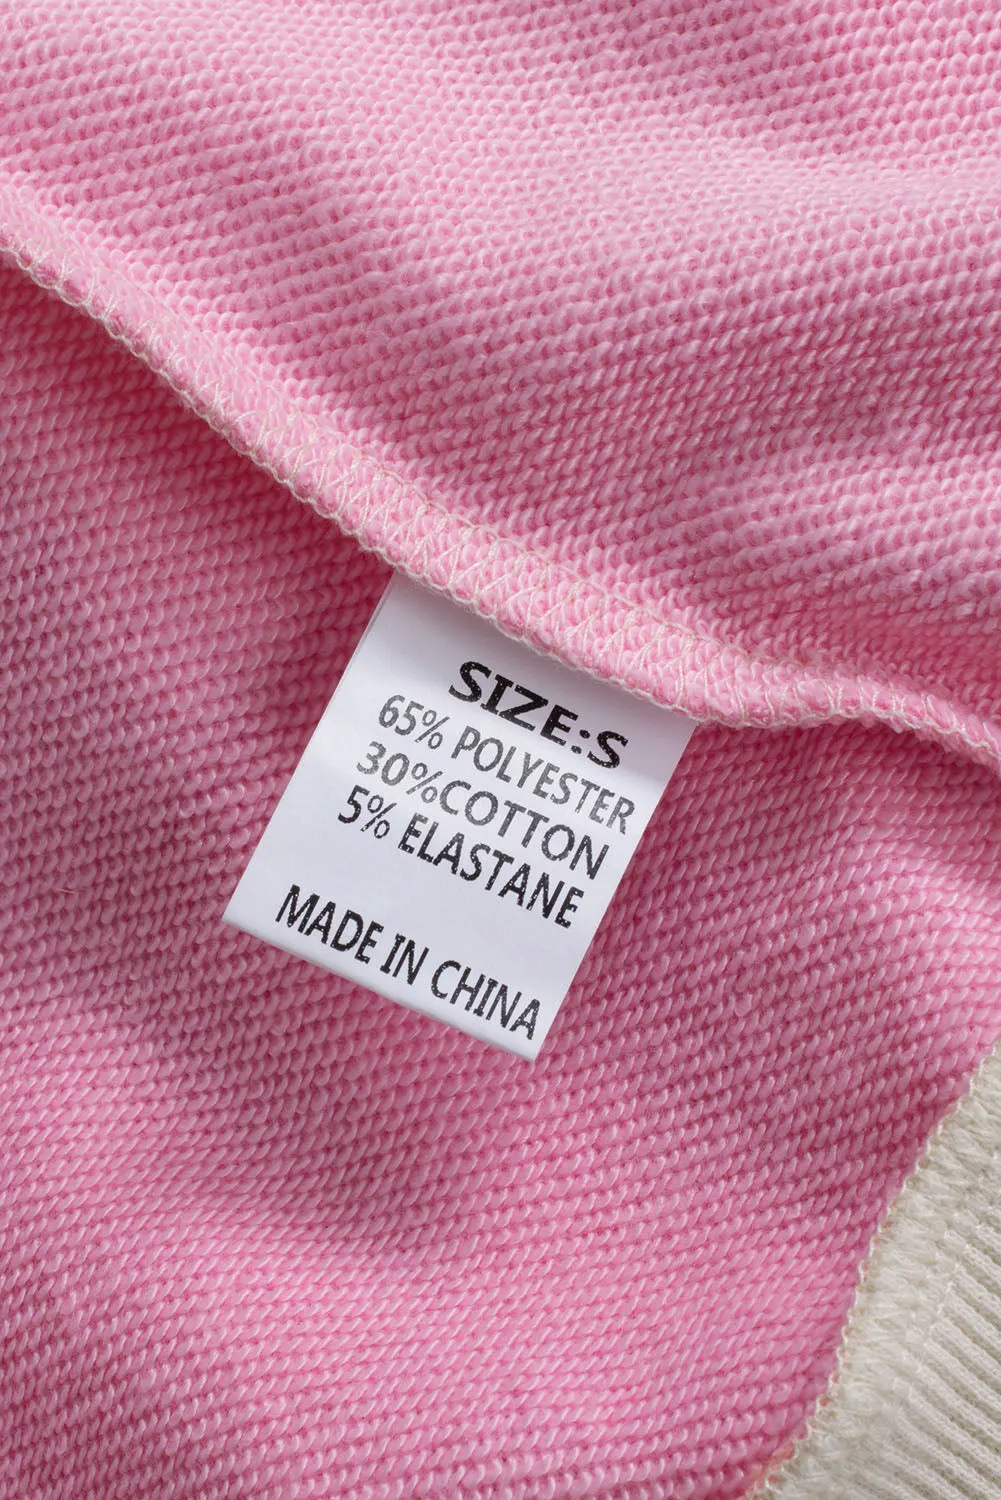 SIZE:S
65% POLYESTER
30%COTTON
5% ELASTANE
MADE IN CHINA